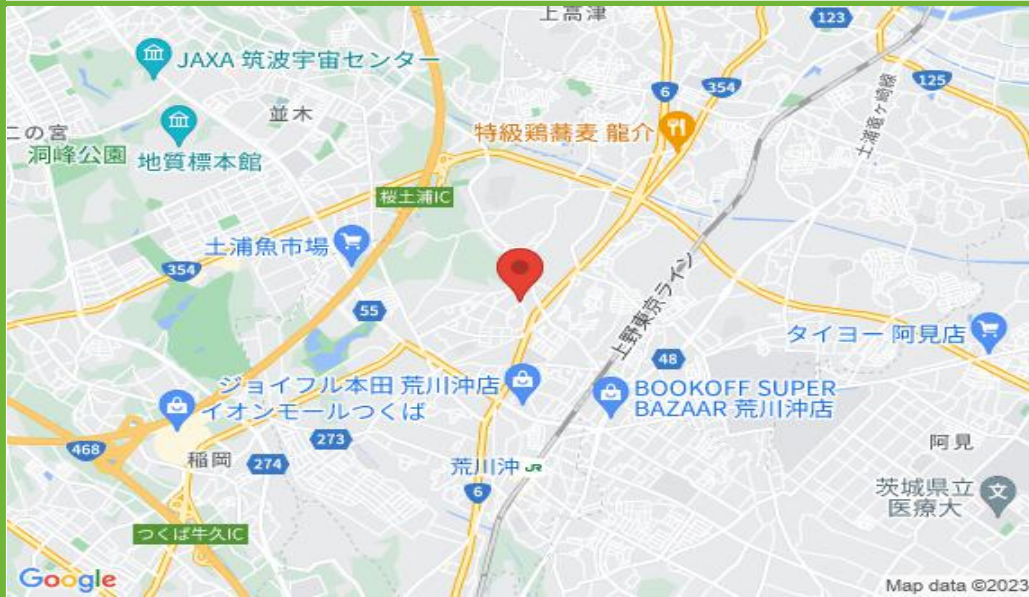 上高津
123
JAXA 筑波宇宙センター
6
354
125
二の宮
並木
特級鶏蕎麦 龍介
土浦竜ヶ崎線
洞峰公園
地質標本館
桜土浦IC
土浦魚市場
354
55
上野東京ライン
タイヨー 阿見店
48
ジョイフル本田 荒川沖店
イオンモールつくば
BOOKOFF SUPER
BAZAAR 荒川沖店
468
稲岡
273
274
阿見
荒川沖 JR
6
茨城県立
医療大
つくば牛久IC
Google
Map data ©2023